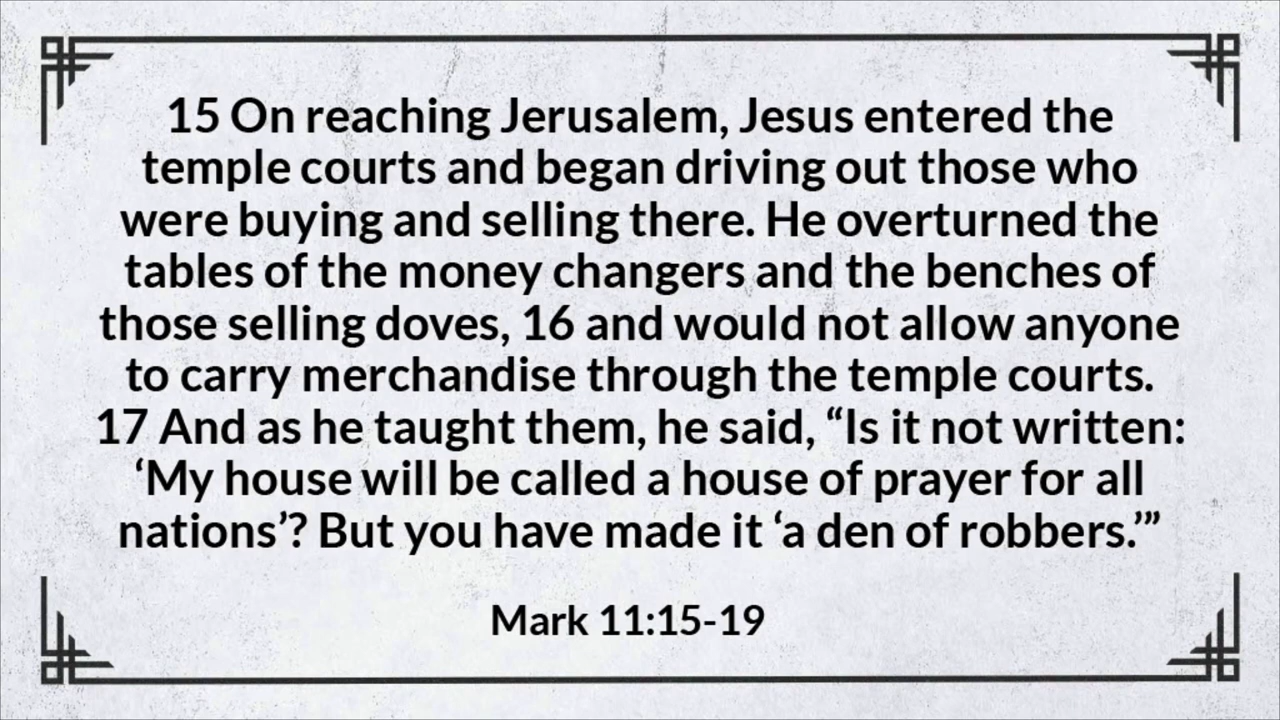 15 On reaching Jerusalem, Jesus entered the
temple courts and began driving out those who
were buying and selling there. He overturned the
tables of the money changers and the benches of
those selling doves, 16 and would not allow anyone
to carry merchandise through the temple courts.
17 And as he taught them, he said, “Is it not written:
‘My house will be called a house of prayer for all
nations’? But you have made it ‘a den of robbers.’”
Mark 11:15-19